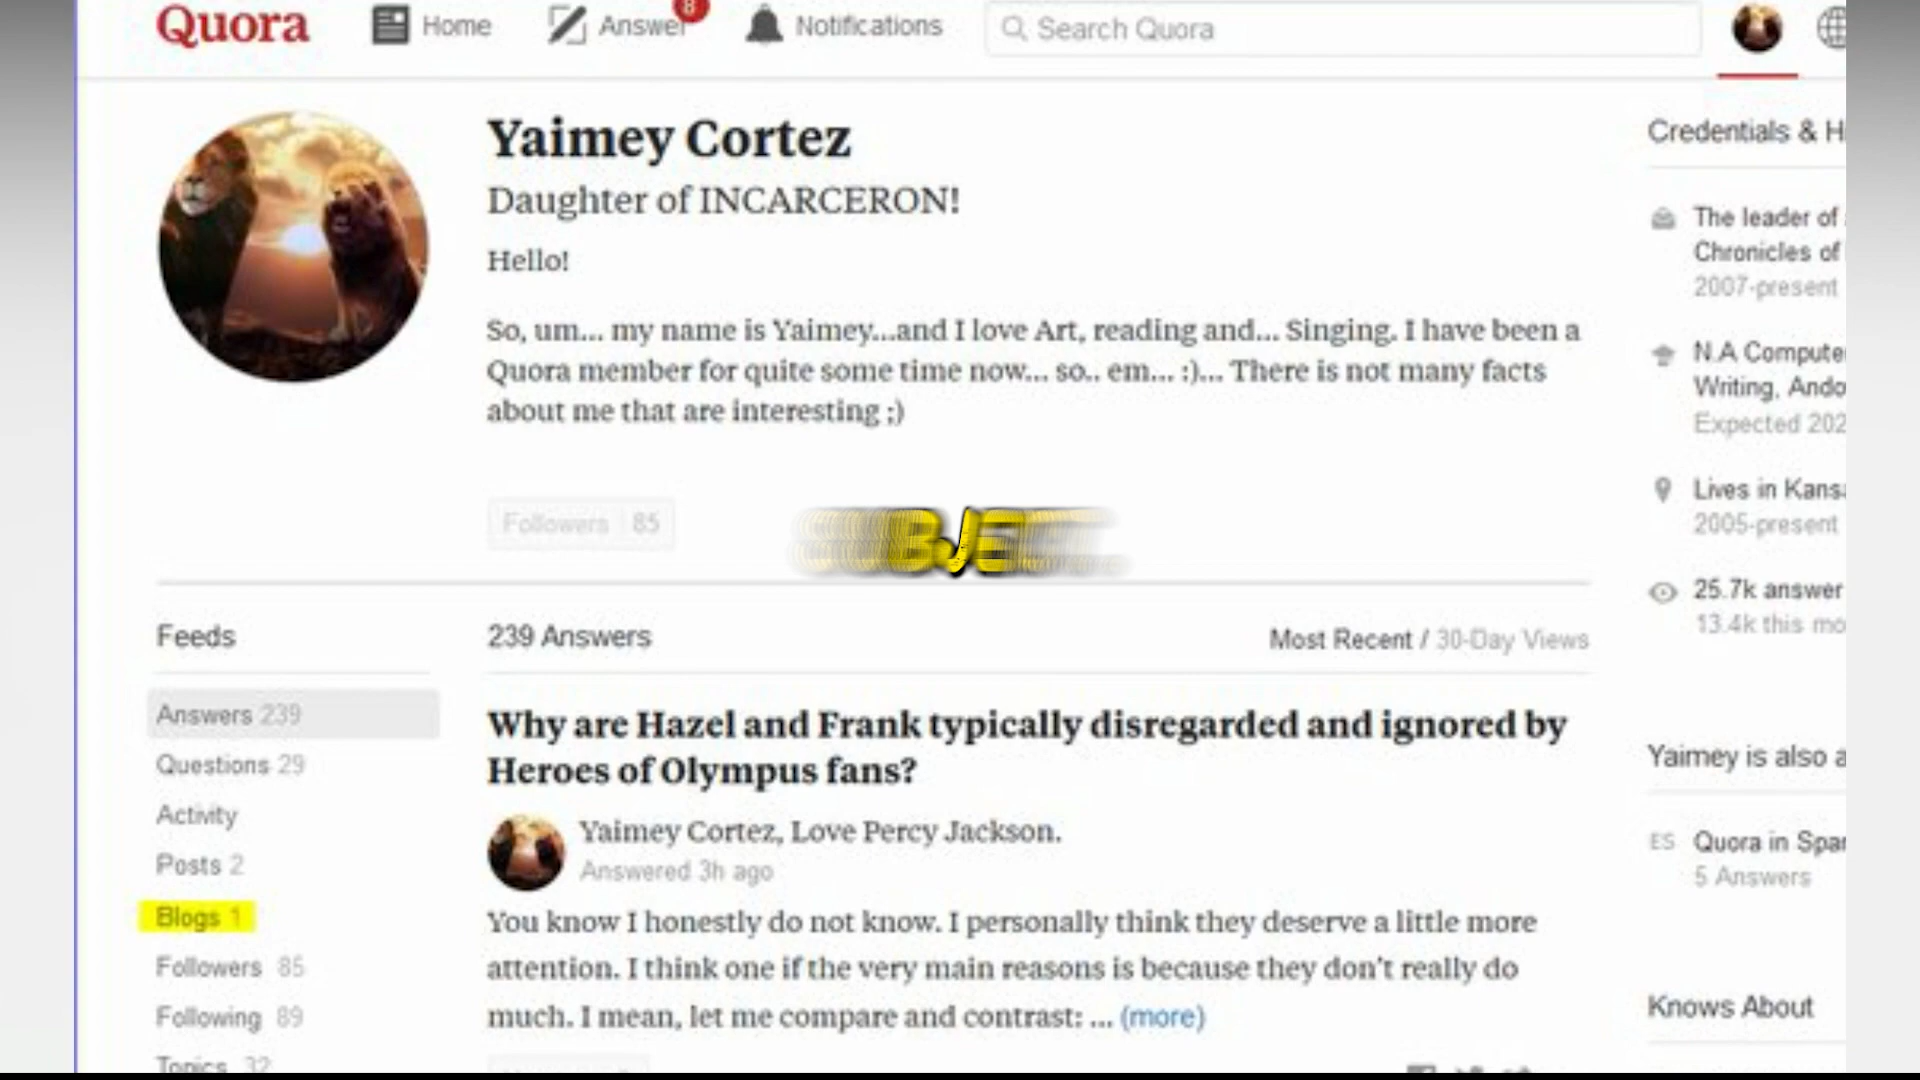 Quora
Home
Answer
8
Notifications
Search Quora
Yaimey Cortez
Daughter of INCARCERON!
Hello!
So, um... my name is Yaimey...and I love Art, reading and... Singing. I have been a
Quora member for quite some time now... so.. em... :)... There is not many facts
about me that are interesting ;)
Followers 85
Feeds
Answers 239
Questions 29
Activity
Posts 2
Blogs 1
Followers 85
Following 89
Topics 32
239 Answers
Most Recent / 30-Day Views
Why are Hazel and Frank typically disregarded and ignored by
Heroes of Olympus fans?
Yaimey Cortez, Love Percy Jackson.
Answered 3h ago
You know I honestly do not know. I personally think they deserve a little more
attention. I think one if the very main reasons is because they don't really do
much. I mean, let me compare and contrast: ... (more)
Credentials & H
The leader of
Chronicles of
2007-present
N.A Compute
Writing, Ando
Expected 202
Lives in Kansa
2005-present
25.7k answer
13.4k this mo
Yaimey is also a
ES Quora in Spa
5 Answers
Knows About